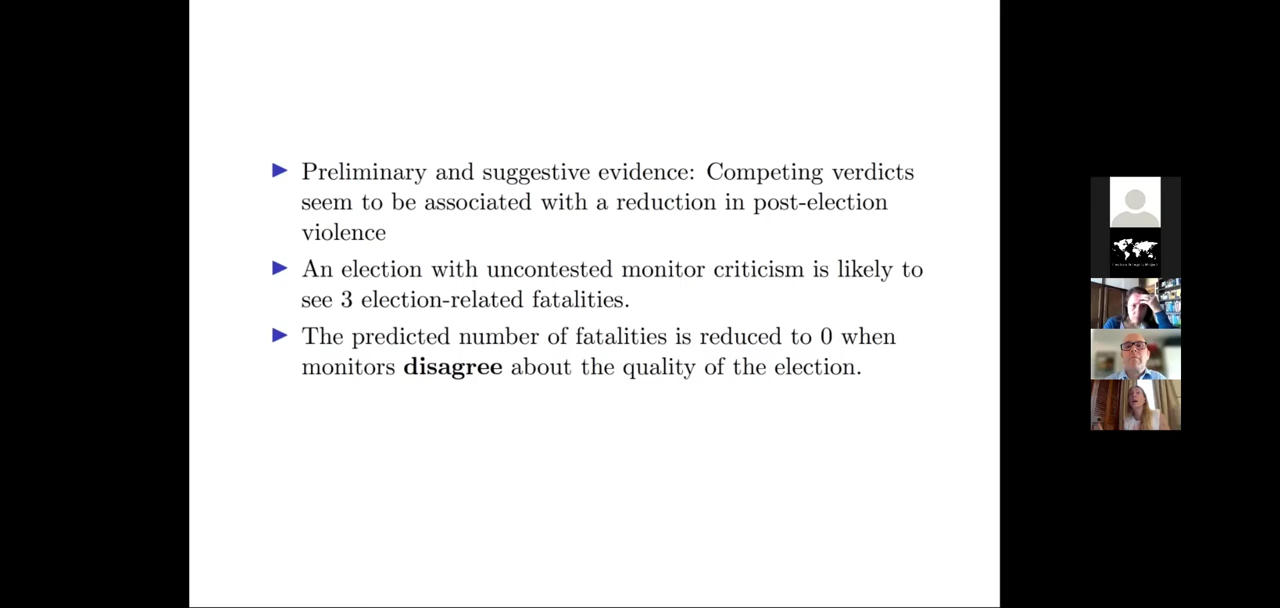 Preliminary and suggestive evidence: Competing verdicts
seem to be associated with a reduction in post-election
violence
An election with uncontested monitor criticism is likely to
see 3 election-related fatalities.
The predicted number of fatalities is reduced to 0 when
monitors disagree about the quality of the election.